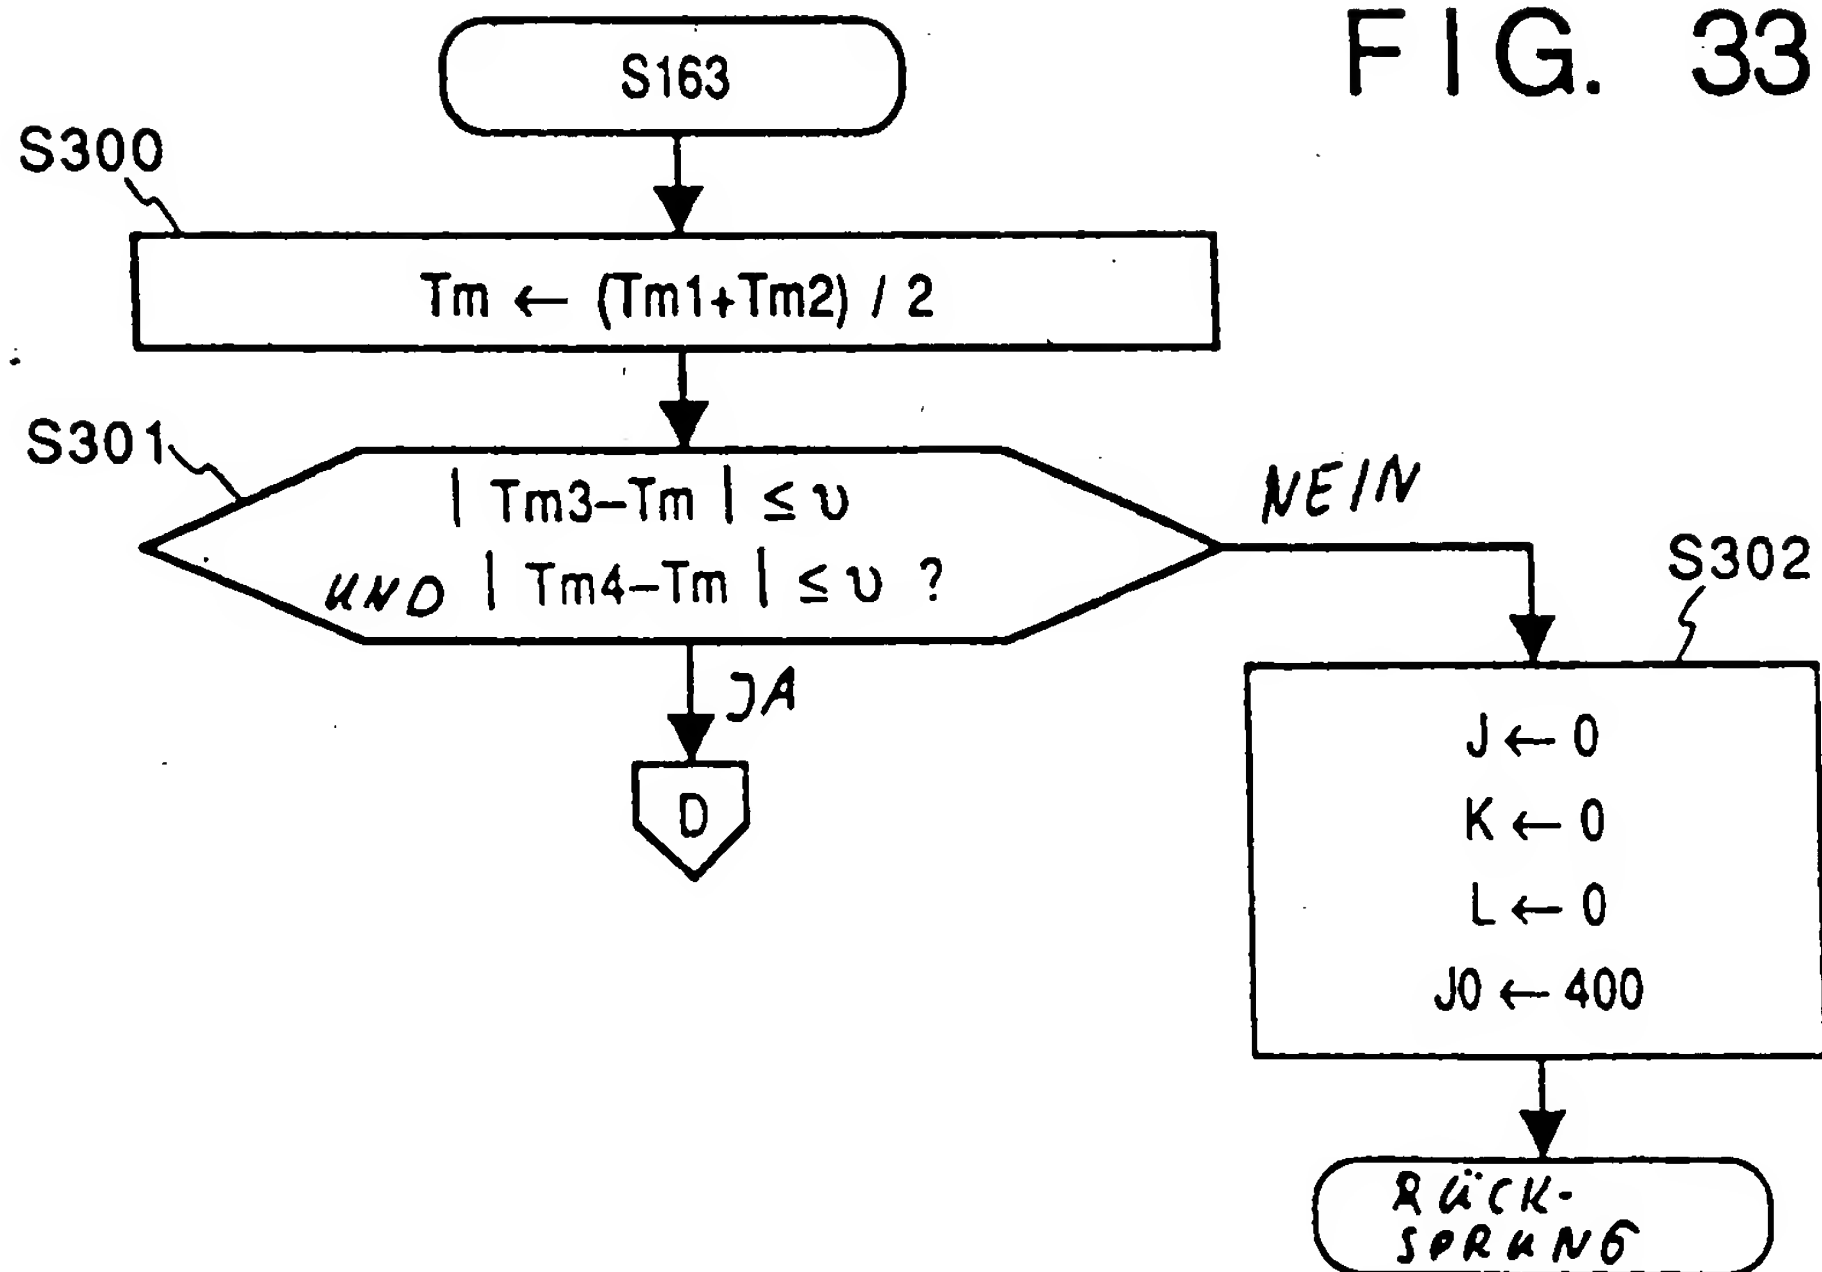 FIG. 33
S163
S300
Tm ← (Tm1+Tm2) / 2
S301
| Tm3–Tm | ≤ υ
UND | Tm4–Tm | ≤ υ ?
NEIN
JA
D
S302
J ← 0
K ← 0
L ← 0
J0 ← 400
RÜCK-
SPRUNG